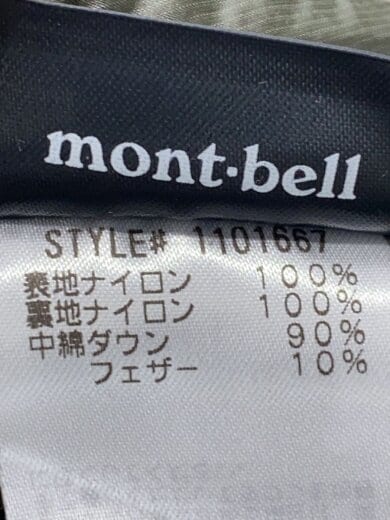 mont·bell
STYLE# 1101667
表地ナイロン 100%
裏地ナイロン 100%
中綿ダウン 90%
フェザー 10%